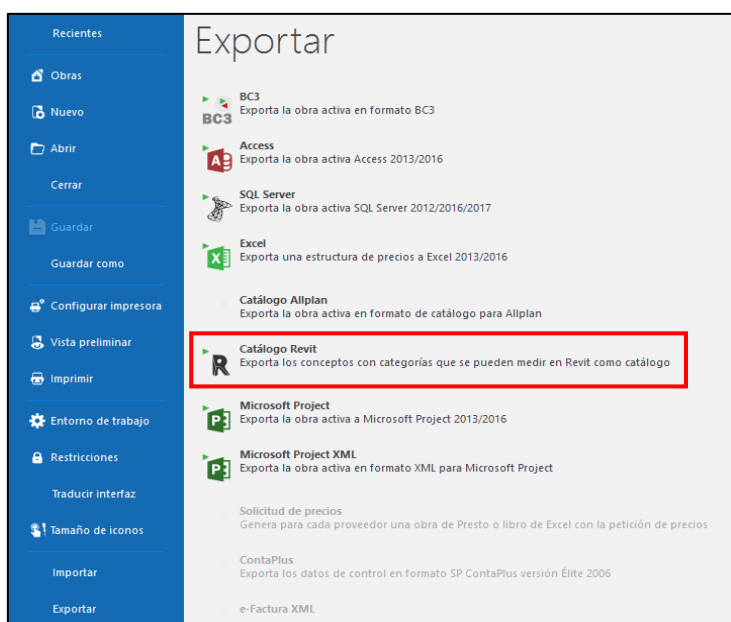 Recientes
Obras
Nuevo
Abrir
Cerrar
Guardar
Guardar como
Configurar impresora
Vista preliminar
Imprimir
Entorno de trabajo
Restricciones
Traducir interfaz
Tamaño de iconos
Importar
Exportar
Exportar
BC3
BC3
Exporta la obra activa en formato BC3
Access
Exporta la obra activa Access 2013/2016
SQL Server
Exporta la obra activa SQL Server 2012/2016/2017
Excel
Exporta una estructura de precios a Excel 2013/2016
Catálogo Allplan
Exporta la obra activa en formato de catálogo para Allplan
Catálogo Revit
Exporta los conceptos con categorías que se pueden medir en Revit como catálogo
Microsoft Project
Exporta la obra activa a Microsoft Project 2013/2016
Microsoft Project XML
Exporta la obra activa en formato XML para Microsoft Project
Solicitud de precios
Genera para cada proveedor una obra de Presto o libro de Excel con la petición de precios
ContaPlus
Exporta los datos de control en formato SP ContaPlus versión Élite 2006
e-Factura XML